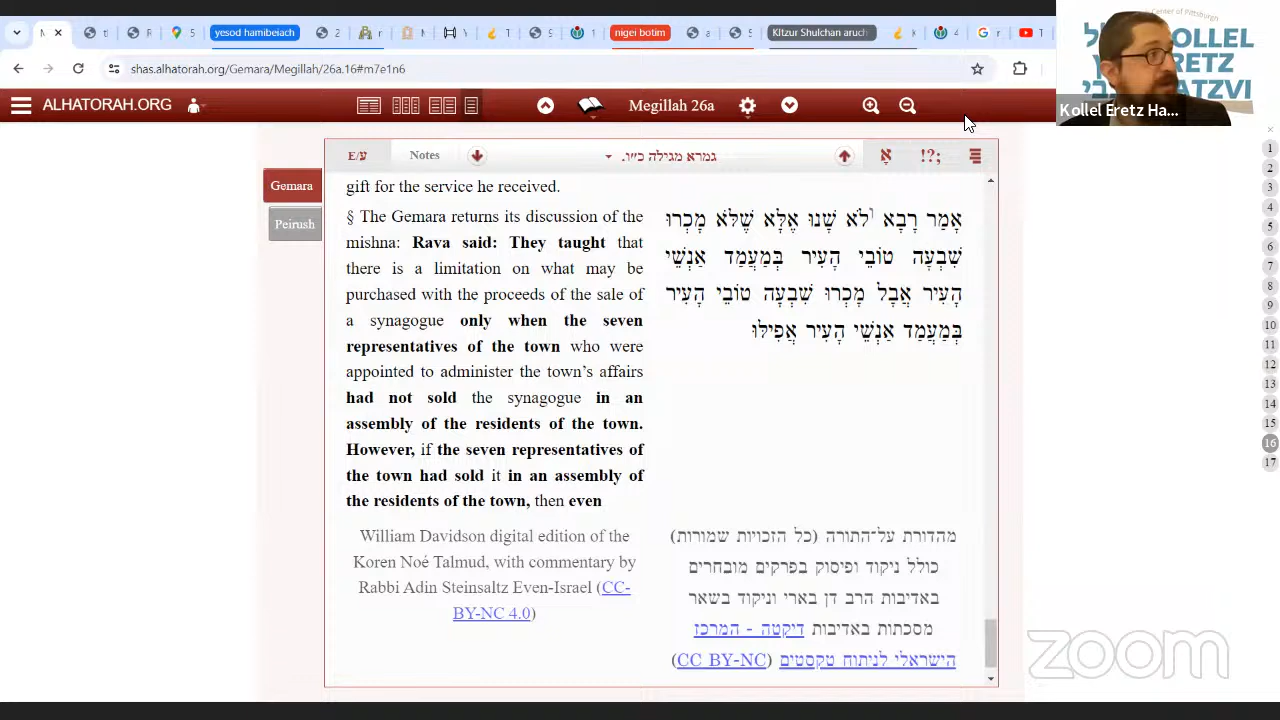 yesod hamibeiach
nigei botim
Kltzur Shulchan aruch
shas.alhatorah.org/Gemara/Megillah/26a.16#m7e1n6
Center of Pittsburgh
Kollel Eretz Ha...
ALHATORAH.ORG
Megillah 26a
E/ע
Notes
גמרא מגילה כ״ו.
אָ
!?;
Gemara
Peirush
gift for the service he received.
§ The Gemara returns its discussion of the
mishna: Rava said: They taught that
there is a limitation on what may be
purchased with the proceeds of the sale of
a synagogue only when the seven
representatives of the town who were
appointed to administer the town's affairs
had not sold the synagogue in an
assembly of the residents of the town.
However, if the seven representatives of
the town had sold it in an assembly of
the residents of the town, then even
William Davidson digital edition of the
Koren Noé Talmud, with commentary by
Rabbi Adin Steinsaltz Even-Israel (CC-
BY-NC 4.0)
אָמַר רָבָא לֹא שָׁנוּ אֶלָּא שֶׁלֹּא מָכְרוּ
שִׁבְעָה טוֹבֵי הָעִיר בְּמַעֲמַד אַנְשֵׁי
הָעִיר אֲבָל מָכְרוּ שִׁבְעָה טוֹבֵי הָעִיר
בְּמַעֲמַד אַנְשֵׁי הָעִיר אֲפִילּוּ
מהדורת על־התורה (כל הזכויות שמורות)
כולל ניקוד ופיסוק בפרקים מובחרים
באדיבות הרב דן בארי וניקוד בשאר
מסכתות באדיבות דיקטה - המרכז
הישראלי לניתוח טקסטים (CC BY-NC)
1
2
3
4
5
6
7
8
9
10
11
12
13
14
15
16
17
zoom